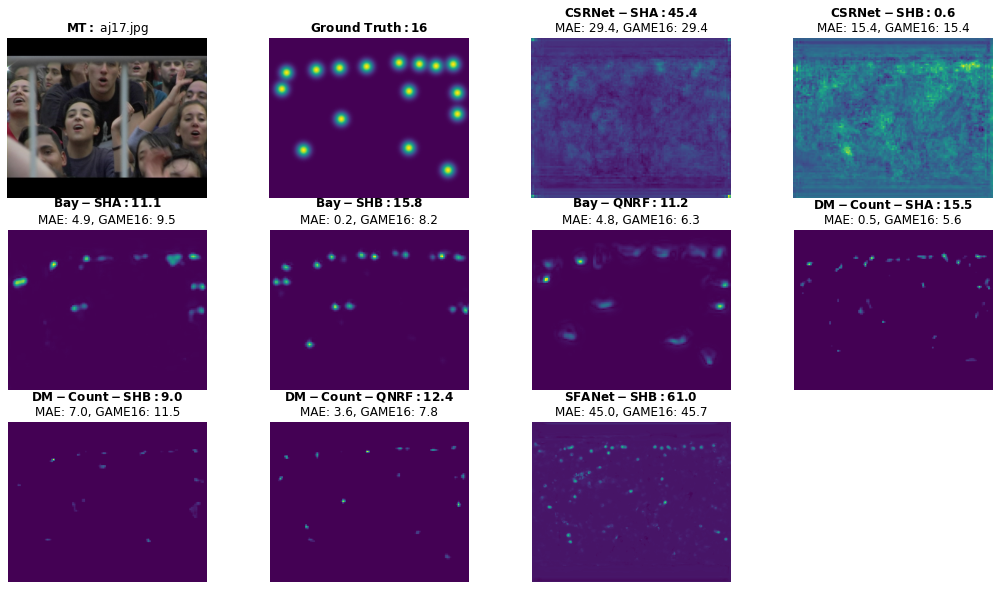 MT: aj17.jpg
Ground Truth:16
CSRNet−SHA:45.4
MAE: 29.4, GAME16: 29.4
CSRNet−SHB:0.6
MAE: 15.4, GAME16: 15.4
Bay−SHA:11.1
MAE: 4.9, GAME16: 9.5
Bay−SHB:15.8
MAE: 0.2, GAME16: 8.2
Bay−QNRF:11.2
MAE: 4.8, GAME16: 6.3
DM−Count−SHA:15.5
MAE: 0.5, GAME16: 5.6
DM−Count−SHB:9.0
MAE: 7.0, GAME16: 11.5
DM−Count−QNRF:12.4
MAE: 3.6, GAME16: 7.8
SFANet−SHB:61.0
MAE: 45.0, GAME16: 45.7